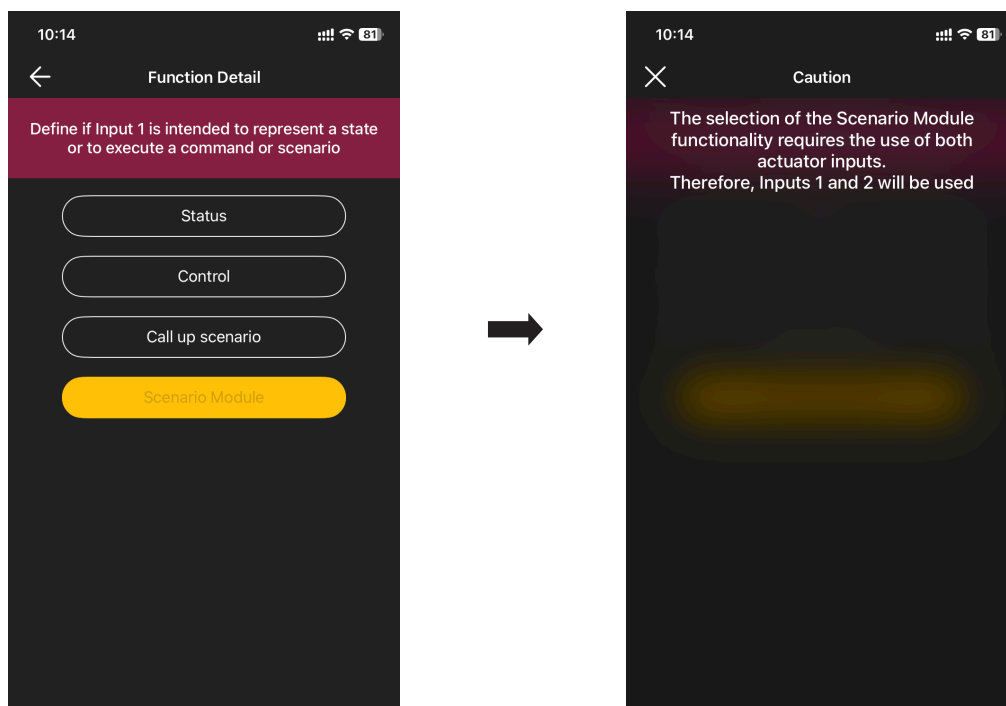 10:14
81
Function Detail
Define if Input 1 is intended to represent a state
or to execute a command or scenario
Status
Control
Call up scenario
Scenario Module
10:14
81
Caution
The selection of the Scenario Module
functionality requires the use of both
actuator inputs.
Therefore, Inputs 1 and 2 will be used